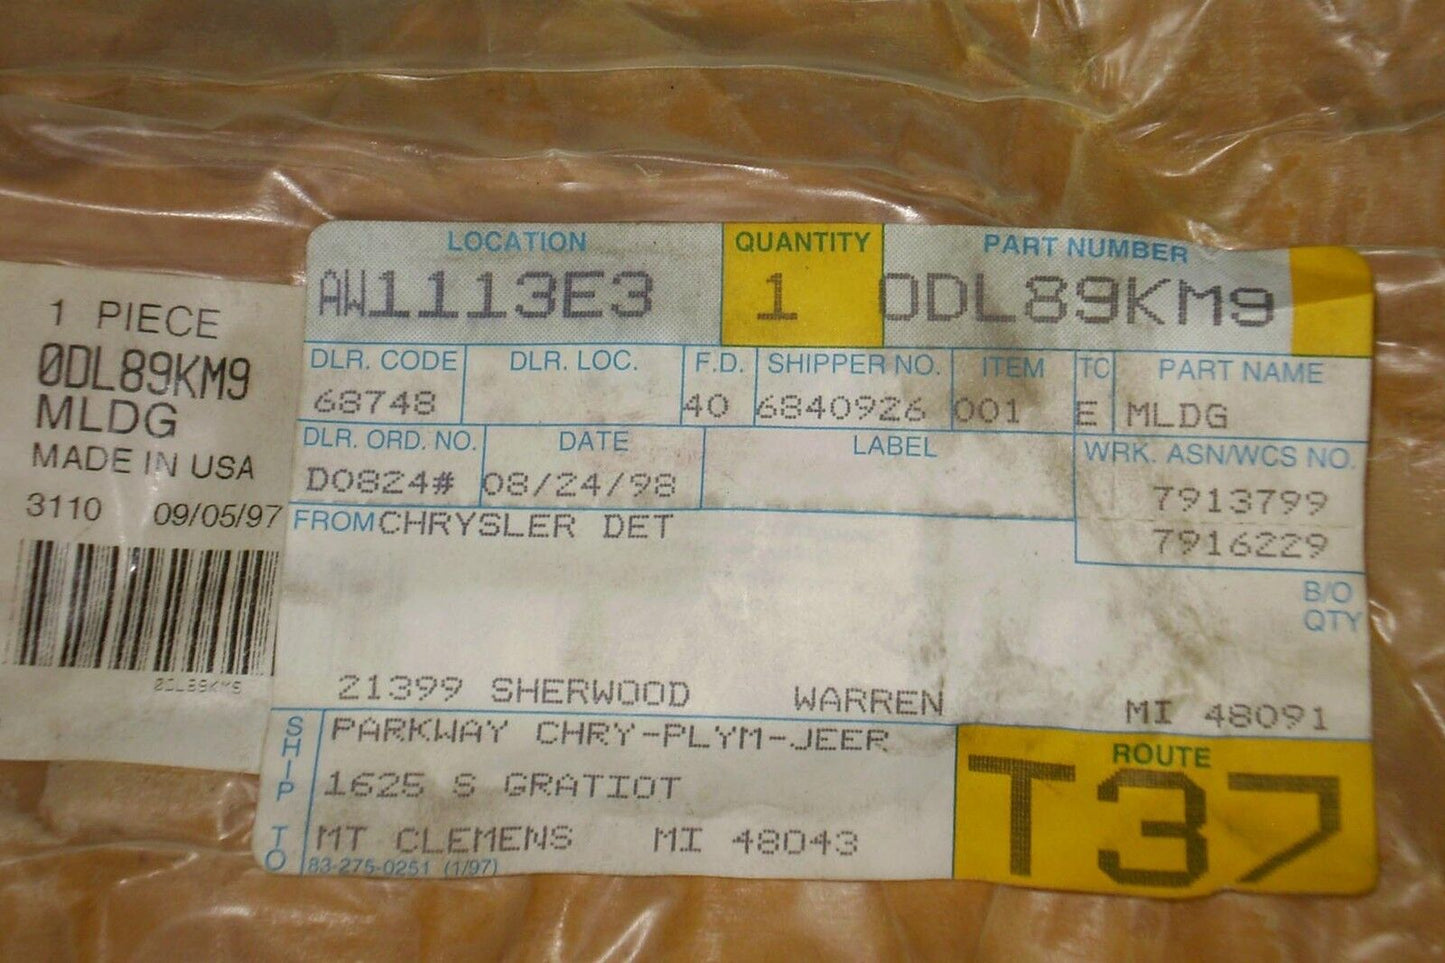 1 PIECE
0DL89KM9
MLDG
MADE IN USA
3110 09/05/97
0DL89KM9
LOCATION QUANTITY PART NUMBER
AW1113E3 1 0DL89KM9
DLR. CODE DLR. LOC. F.D. SHIPPER NO. ITEM TC PART NAME
68748 40 6840926 001 E MLDG
DLR. ORD. NO. DATE LABEL WRK. ASN/WCS NO.
D0824# 08/24/98 7913799
7916229
FROM CHRYSLER DET
B/O
QTY
21399 SHERWOOD WARREN MI 48091
SHIP TO
PARKWAY CHRY-PLYM-JEEP
1625 S GRATIOT
MT CLEMENS MI 48043
83-275-0251 (1/97)
ROUTE
T37